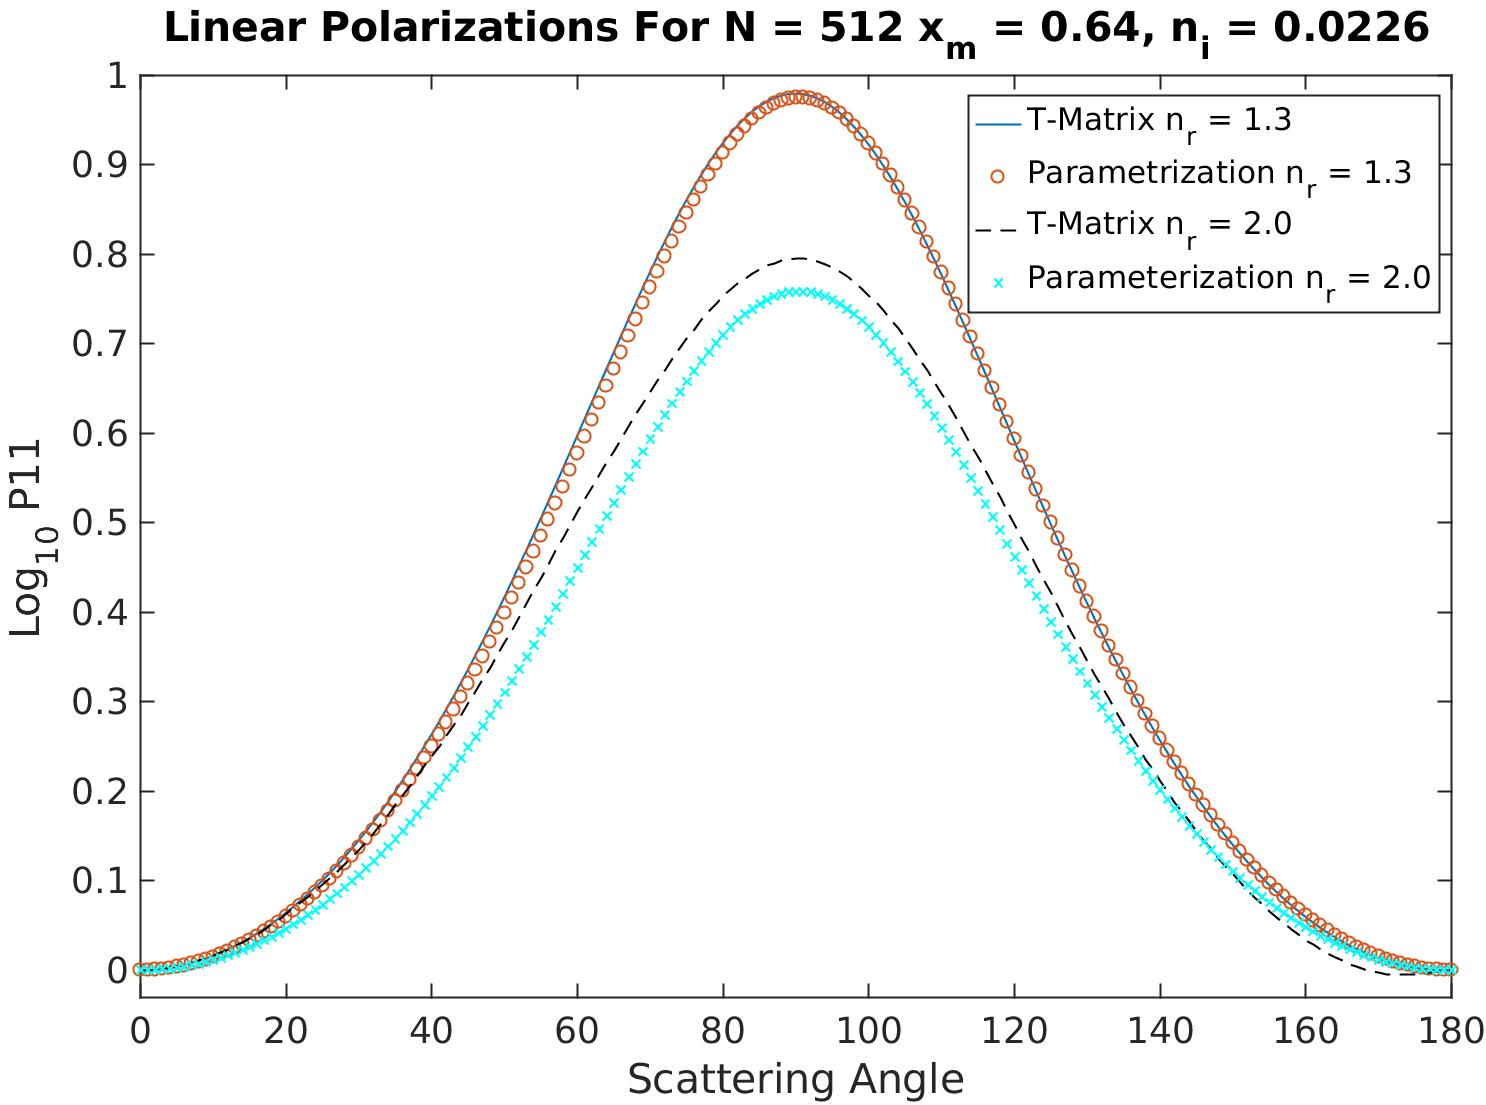 Linear Polarizations For N = 512 x_m = 0.64, n_i = 0.0226
1
0.9
0.8
0.7
0.6
0.5
0.4
0.3
0.2
0.1
0
Log_10 P11
T-Matrix n_r = 1.3
Parametrization n_r = 1.3
T-Matrix n_r = 2.0
Parameterization n_r = 2.0
0 20 40 60 80 100 120 140 160 180
Scattering Angle